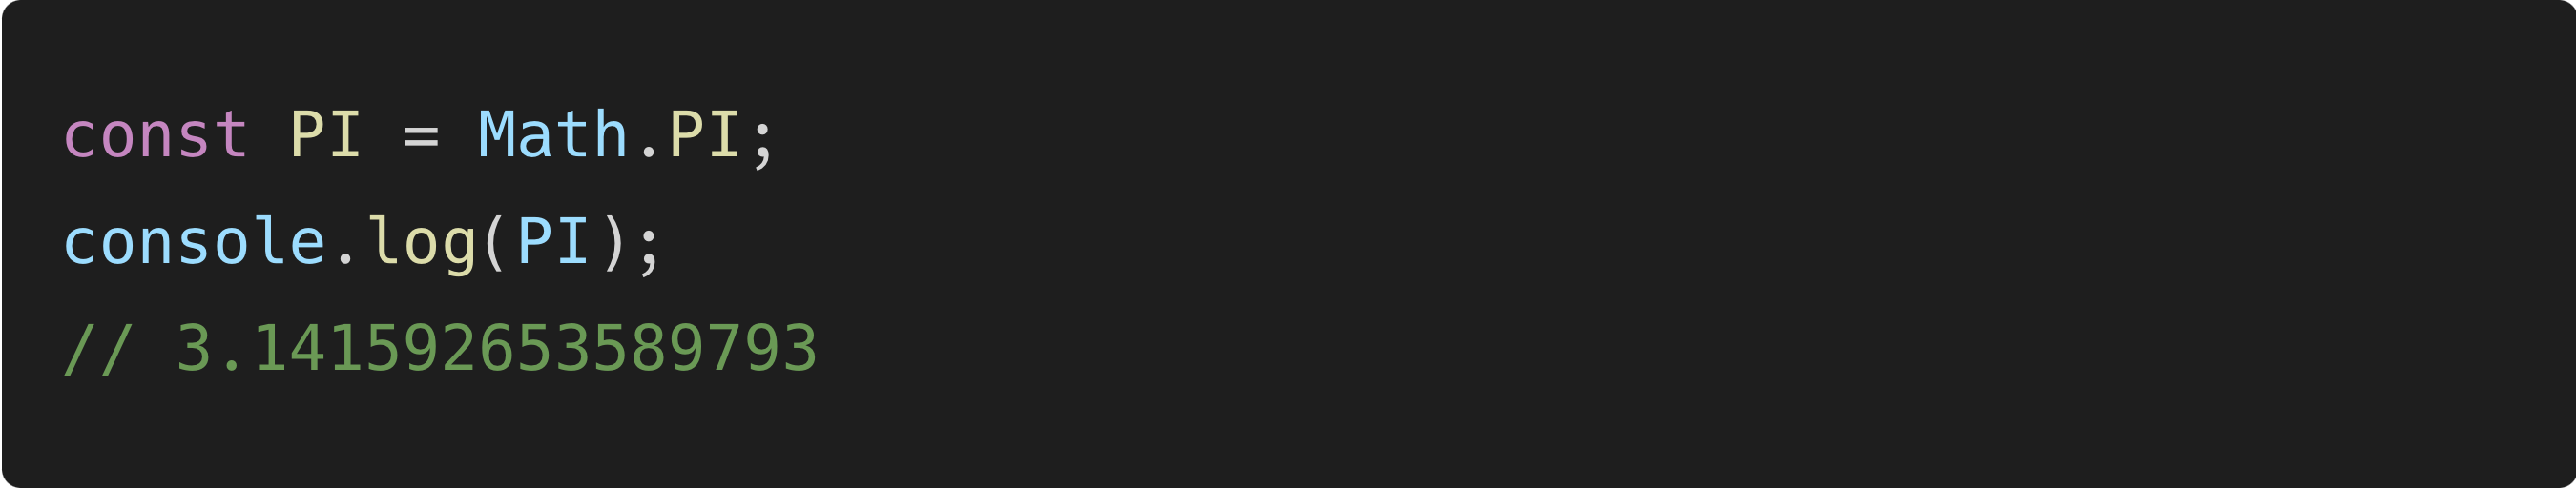 const PI = Math.PI;
console.log(PI);
// 3.141592653589793